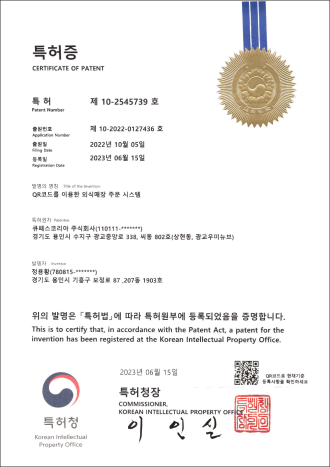 특허증
CERTIFICATE OF PATENT
특 허 제 10-2545739 호
Patent Number
출원번호 제 10-2022-0127436 호
Application Number
출원일 2022년 10월 05일
Filing Date
등록일 2023년 06월 15일
Registration Date
발명의 명칭 Title of the Invention
QR코드를 이용한 외식매장 주문 시스템
특허권자 Patentee
큐패스코리아 주식회사(110111-*******)
경기도 용인시 수지구 광교중앙로 338, 씨동 802호(상현동, 광교우미뉴브)
발명자 Inventor
정용황(780815-*******)
경기도 용인시 기흥구 보정로 87 ,207동 1903호
위의 발명은 「특허법」에 따라 특허원부에 등록되었음을 증명합니다.
This is to certify that, in accordance with the Patent Act, a patent for the
invention has been registered at the Korean Intellectual Property Office.
2023년 06월 15일
QR코드로 현재기준
등록사항을 확인하세요
특허청장
COMMISSIONER,
KOREAN INTELLECTUAL PROPERTY OFFICE
이 인 실
특허청
Korean Intellectual
Property Office